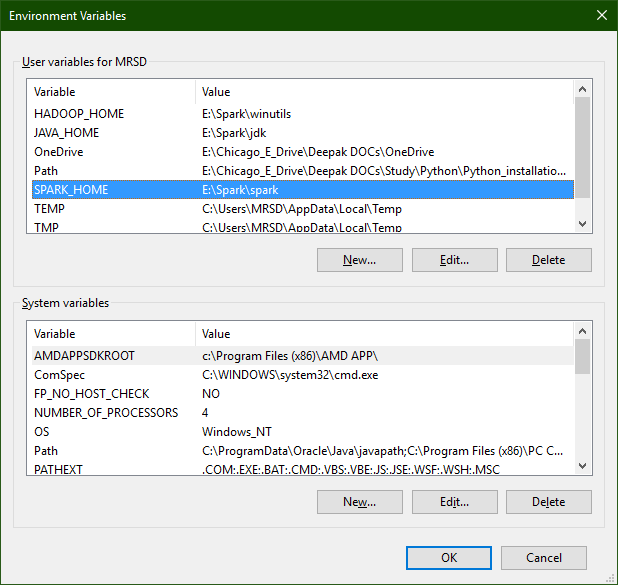 Environment Variables
User variables for MRSD
Variable Value
HADOOP_HOME E:\Spark\winutils
JAVA_HOME E:\Spark\jdk
OneDrive E:\Chicago_E_Drive\Deepak DOCs\OneDrive
Path E:\Chicago_E_Drive\Deepak DOCs\Study\Python\Python_installatio...
SPARK_HOME E:\Spark\spark
TEMP C:\Users\MRSD\AppData\Local\Temp
TMP C:\Users\MRSD\AppData\Local\Temp
New... Edit... Delete
System variables
Variable Value
AMDAPPSDKROOT c:\Program Files (x86)\AMD APP\
ComSpec C:\WINDOWS\system32\cmd.exe
FP_NO_HOST_CHECK NO
NUMBER_OF_PROCESSORS 4
OS Windows_NT
Path C:\ProgramData\Oracle\Java\javapath;C:\Program Files (x86)\PC C...
PATHEXT .COM;.EXE;.BAT;.CMD;.VBS;.VBE;.JS;.JSE;.WSF;.WSH;.MSC
New... Edit... Delete
OK Cancel